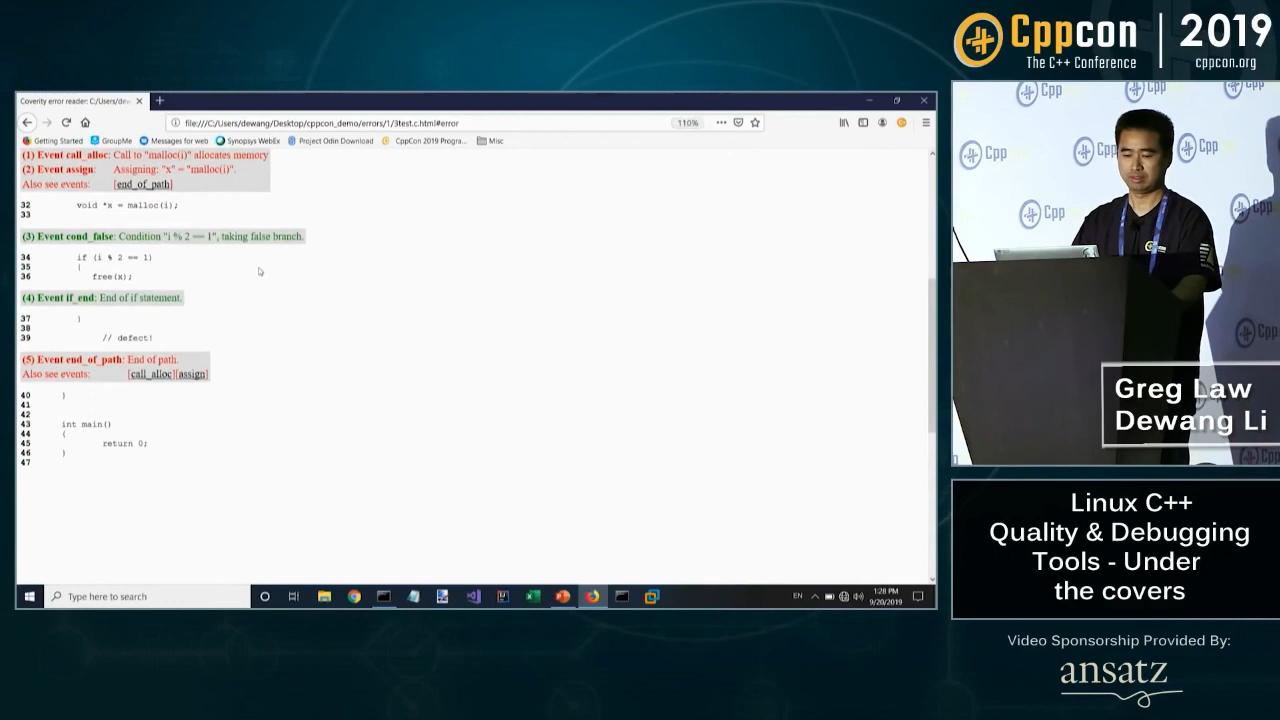 Cppcon | 2019
The C++ Conference
cppcon.org
Coverity error reader: C:/Users/dew
file:///C:/Users/dewang/Desktop/cppcon_demo/errors/1/3test.c.html#error
110%
Getting Started
GroupMe
Messages for web
Synopsys WebEx
Project Odin Download
CppCon 2019 Progra...
Misc
(1) Event call_alloc: Call to "malloc(i)" allocates memory
(2) Event assign: Assigning: "x" = "malloc(i)".
Also see events: [end_of_path]
32 void *x = malloc(i);
33
(3) Event cond_false: Condition "i % 2 == 1", taking false branch.
34 if (i % 2 == 1)
35 {
36 free(x);
(4) Event if_end: End of if statement.
37 }
38
39 // defect!
(5) Event end_of_path: End of path.
Also see events: [call_alloc][assign]
40 }
41
42
43 int main()
44 {
45 return 0;
46 }
47
Type here to search
EN
1:28 PM
9/20/2019
Cpp
Cpp
Cpp
Cpp
Greg Law
Dewang Li
Linux C++
Quality & Debugging
Tools - Under
the covers
Video Sponsorship Provided By:
ansatz